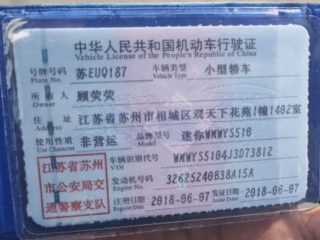 中华人民共和国机动车行驶证
Vehicle License of the People's Republic of China
号牌号码 苏EUQ187 车辆类型 小型轿车
Plate No. Vehicle Type
所有人 顾荧荧
Owner
住址 江苏省苏州市相城区观天下花苑1幢1402室
Address
使用性质 非营运 品牌型号 迷你WMWYS510
Use Character Model
江苏省苏州市公安局交通警察支队
车辆识别代号 WMWYS5104J3D73812
VIN
发动机号码 32625240B38A15A
Engine No.
注册日期 2018-06-07 发证日期 2018-06-07
Register Date Issue Date